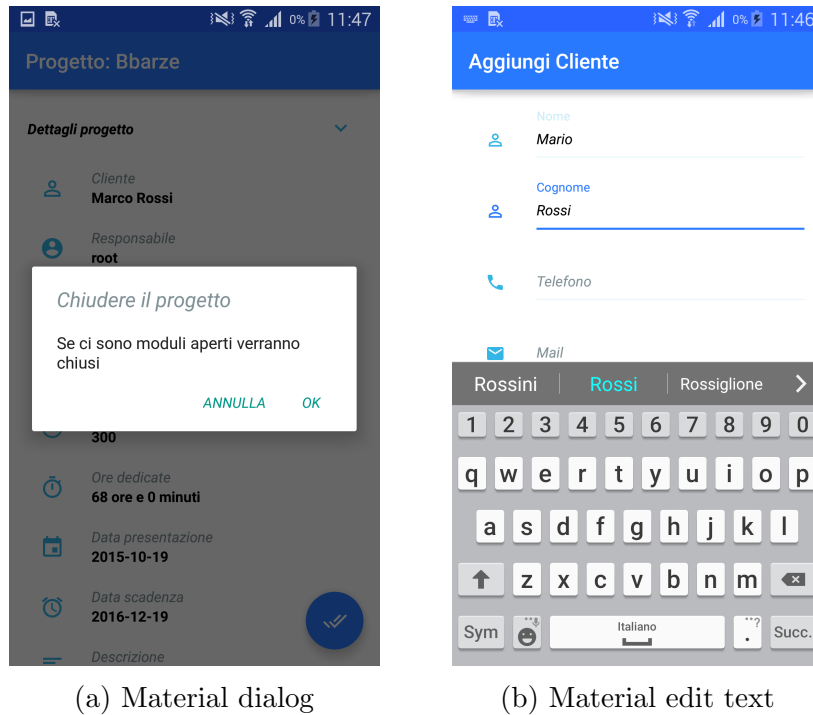 0% 11:47
Progetto: Bbarze
Dettagli progetto
Cliente
Marco Rossi
Responsabile
root
Chiudere il progetto
Se ci sono moduli aperti verranno
chiusi
ANNULLA OK
300
Ore dedicate
68 ore e 0 minuti
Data presentazione
2015-10-19
Data scadenza
2016-12-19
Descrizione
(a) Material dialog
0% 11:46
Aggiungi Cliente
Nome
Mario
Cognome
Rossi
Telefono
Mail
Rossini Rossi Rossiglione
1 2 3 4 5 6 7 8 9 0
q w e r t y u i o p
a s d f g h j k l
z x c v b n m
Sym Italiano . ? Succ.
(b) Material edit text